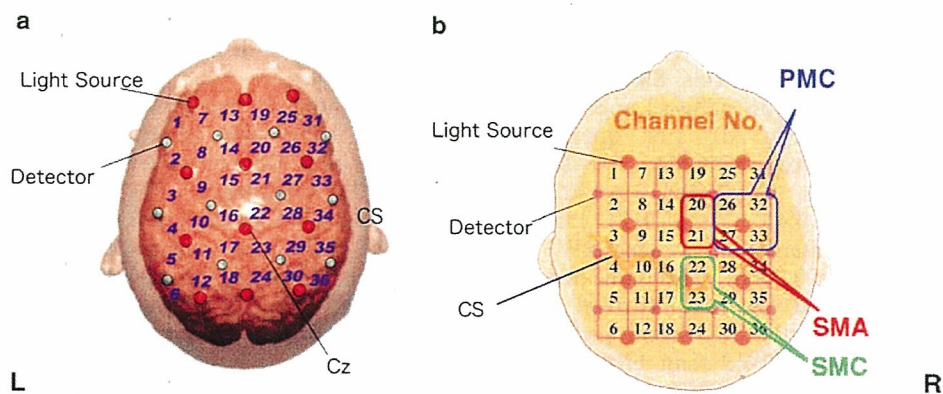 a
Light Source
Detector
CS
Cz
L
1 7 13 19 25 31
2 8 14 20 26 32
3 9 15 21 27 33
4 10 16 22 28 34
5 11 17 23 29 35
6 12 18 24 30 36
b
PMC
Channel No.
Light Source
Detector
CS
SMA
SMC
R
1 7 13 19 25 31
2 8 14 20 26 32
3 9 15 21 27 33
4 10 16 22 28 34
5 11 17 23 29 35
6 12 18 24 30 36